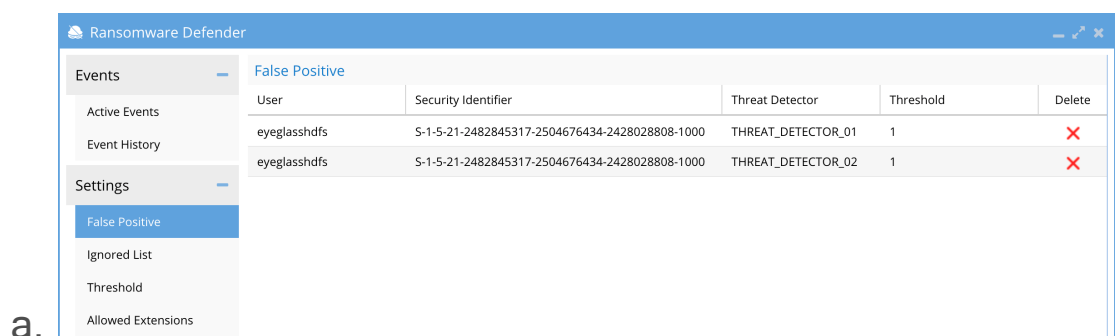 Ransomware Defender
Events
Active Events
Event History
Settings
False Positive
Ignored List
Threshold
Allowed Extensions
False Positive
User Security Identifier Threat Detector Threshold Delete
eyeglasshdfs S-1-5-21-2482845317-2504676434-2428028808-1000 THREAT_DETECTOR_01 1
eyeglasshdfs S-1-5-21-2482845317-2504676434-2428028808-1000 THREAT_DETECTOR_02 1
a.